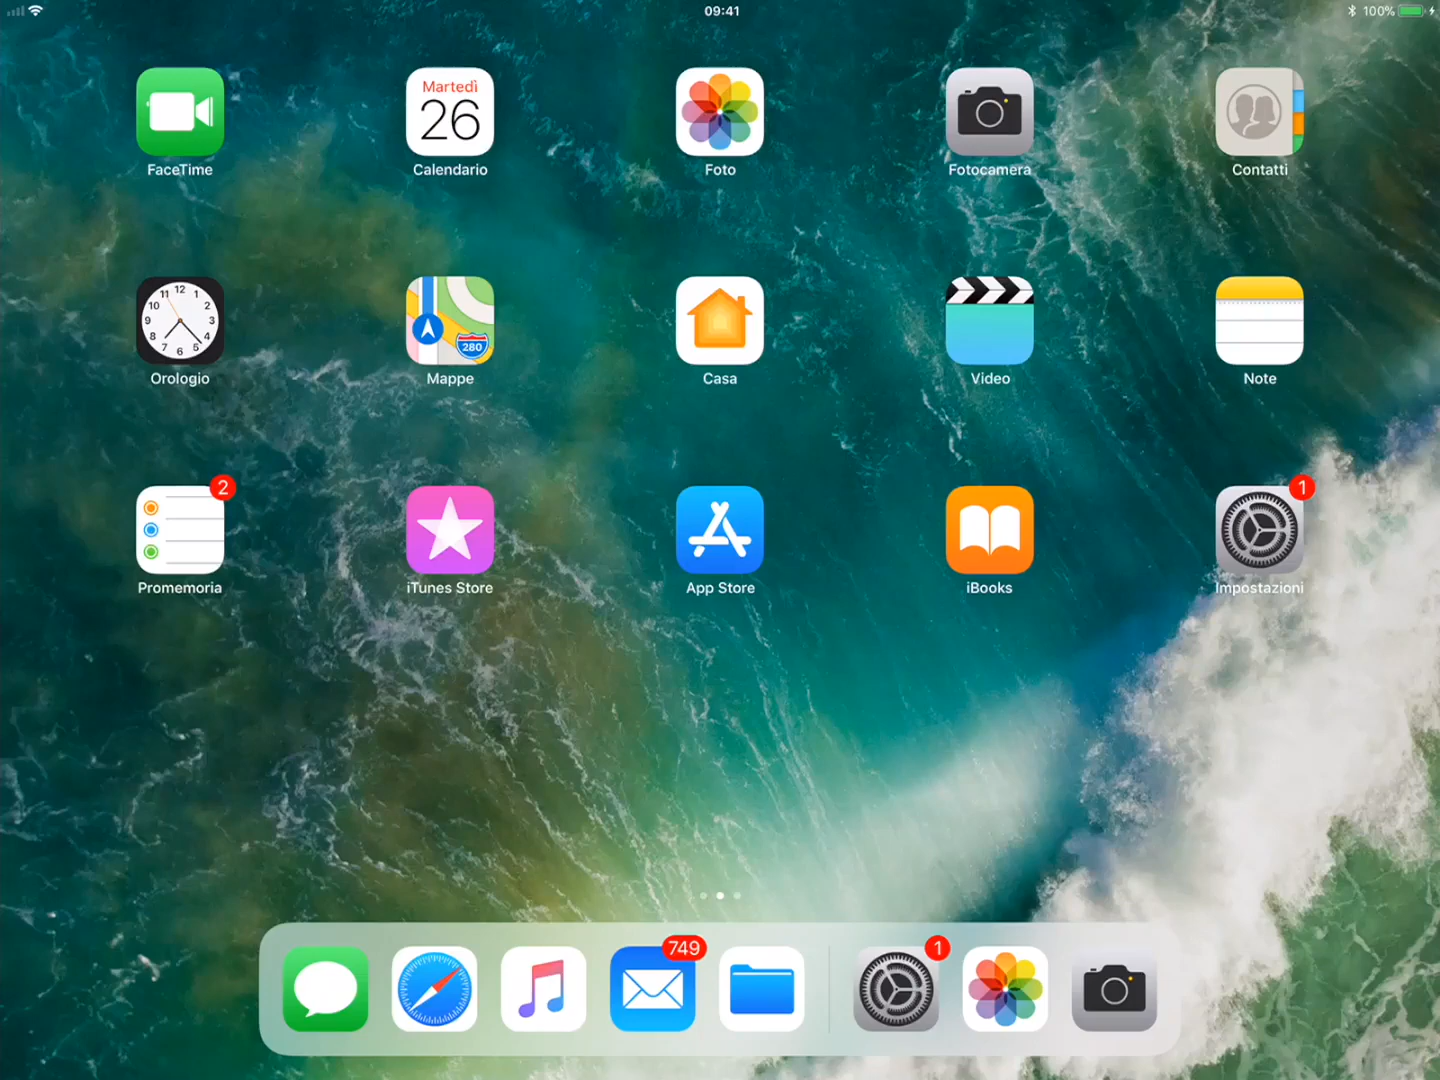 09:41
100%
Martedì
26
FaceTime
Calendario
Foto
Fotocamera
Contatti
12
11
1
10
2
9
3
8
4
7
5
6
280
Orologio
Mappe
Casa
Video
Note
2
1
Promemoria
iTunes Store
App Store
iBooks
Impostazioni
749
1